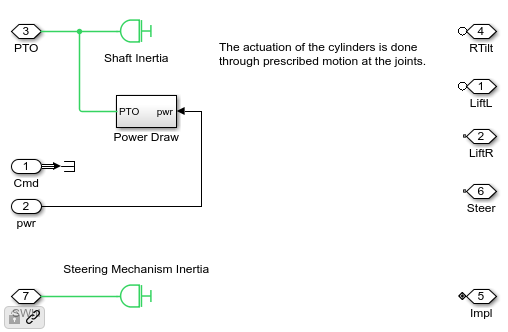 3
PTO
Shaft Inertia
The actuation of the cylinders is done
through prescribed motion at the joints.
4
RTilt
PTO
pwr
Power Draw
1
LiftL
2
LiftR
1
Cmd
2
pwr
6
Steer
Steering Mechanism Inertia
7
5
Impl